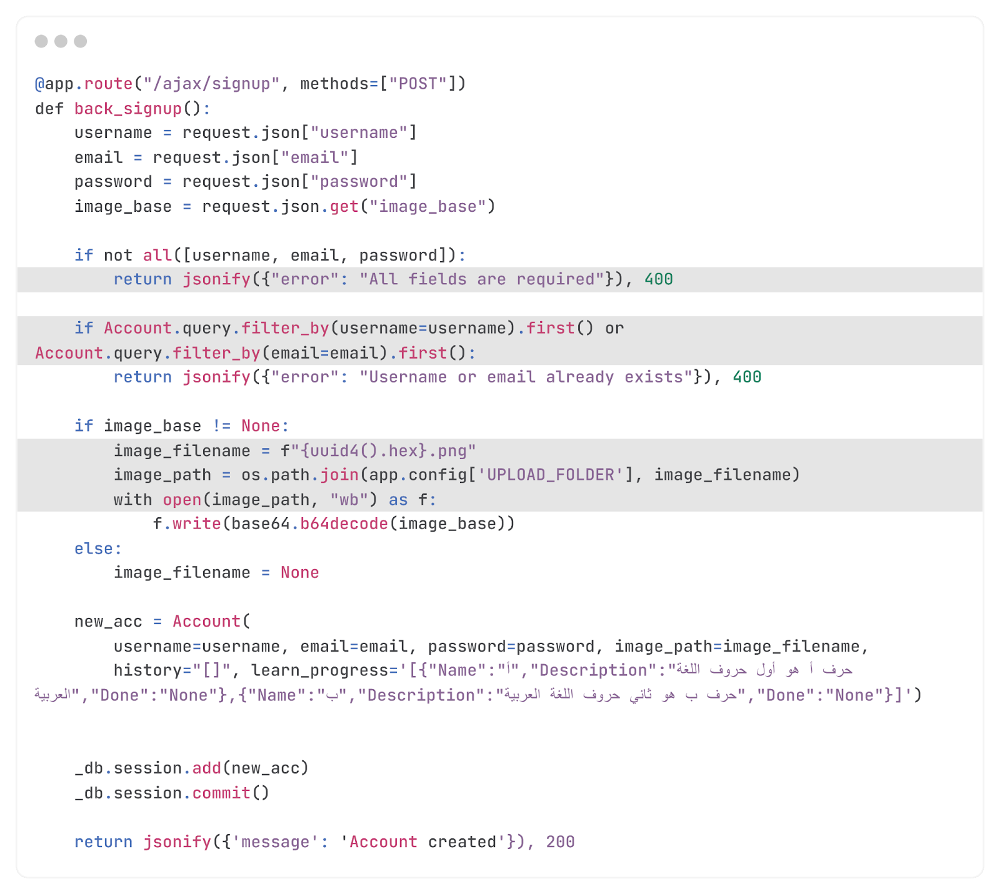 @app.route("/ajax/signup", methods=["POST"])
def back_signup():
    username = request.json["username"]
    email = request.json["email"]
    password = request.json["password"]
    image_base = request.json.get("image_base")
    if not all([username, email, password]):
        return jsonify({"error": "All fields are required"}), 400
    if Account.query.filter_by(username=username).first() or
Account.query.filter_by(email=email).first():
        return jsonify({"error": "Username or email already exists"}), 400
    if image_base != None:
        image_filename = f"{uuid4().hex}.png"
        image_path = os.path.join(app.config['UPLOAD_FOLDER'], image_filename)
        with open(image_path, "wb") as f:
            f.write(base64.b64decode(image_base))
    else:
        image_filename = None
    new_acc = Account(
        username=username, email=email, password=password, image_path=image_filename,
        history="[]", learn_progress='[{"Name":"أ","Description":"حرف أ هو أول حروف اللغة
العربية","Done":"None"},{"Name":"ب","Description":"حرف ب هو ثاني حروف اللغة العربية","Done":"None"}]')
    _db.session.add(new_acc)
    _db.session.commit()
    return jsonify({'message': 'Account created'}), 200